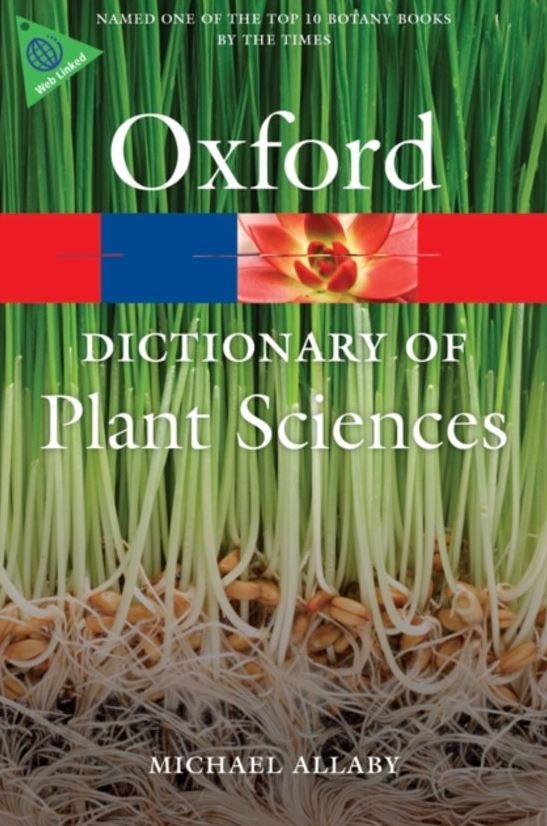 NAMED ONE OF THE TOP 10 BOTANY BOOKS
BY THE TIMES
Web Linked
Oxford
DICTIONARY OF
Plant Sciences
MICHAEL ALLABY